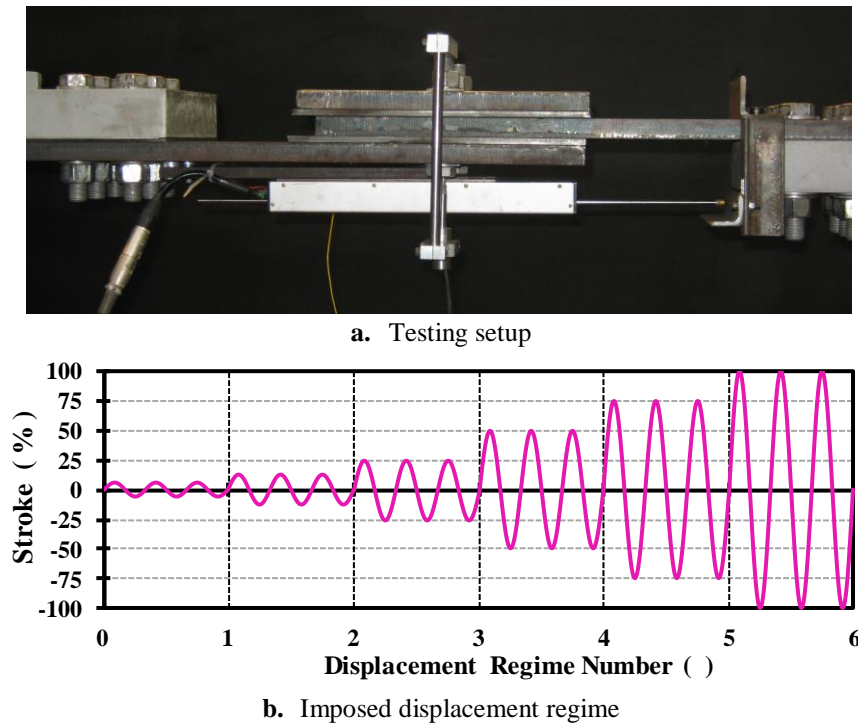 a. Testing setup
100
75
50
25
0
-25
-50
-75
-100
Stroke ( % )
0 1 2 3 4 5 6
Displacement Regime Number ( )
b. Imposed displacement regime